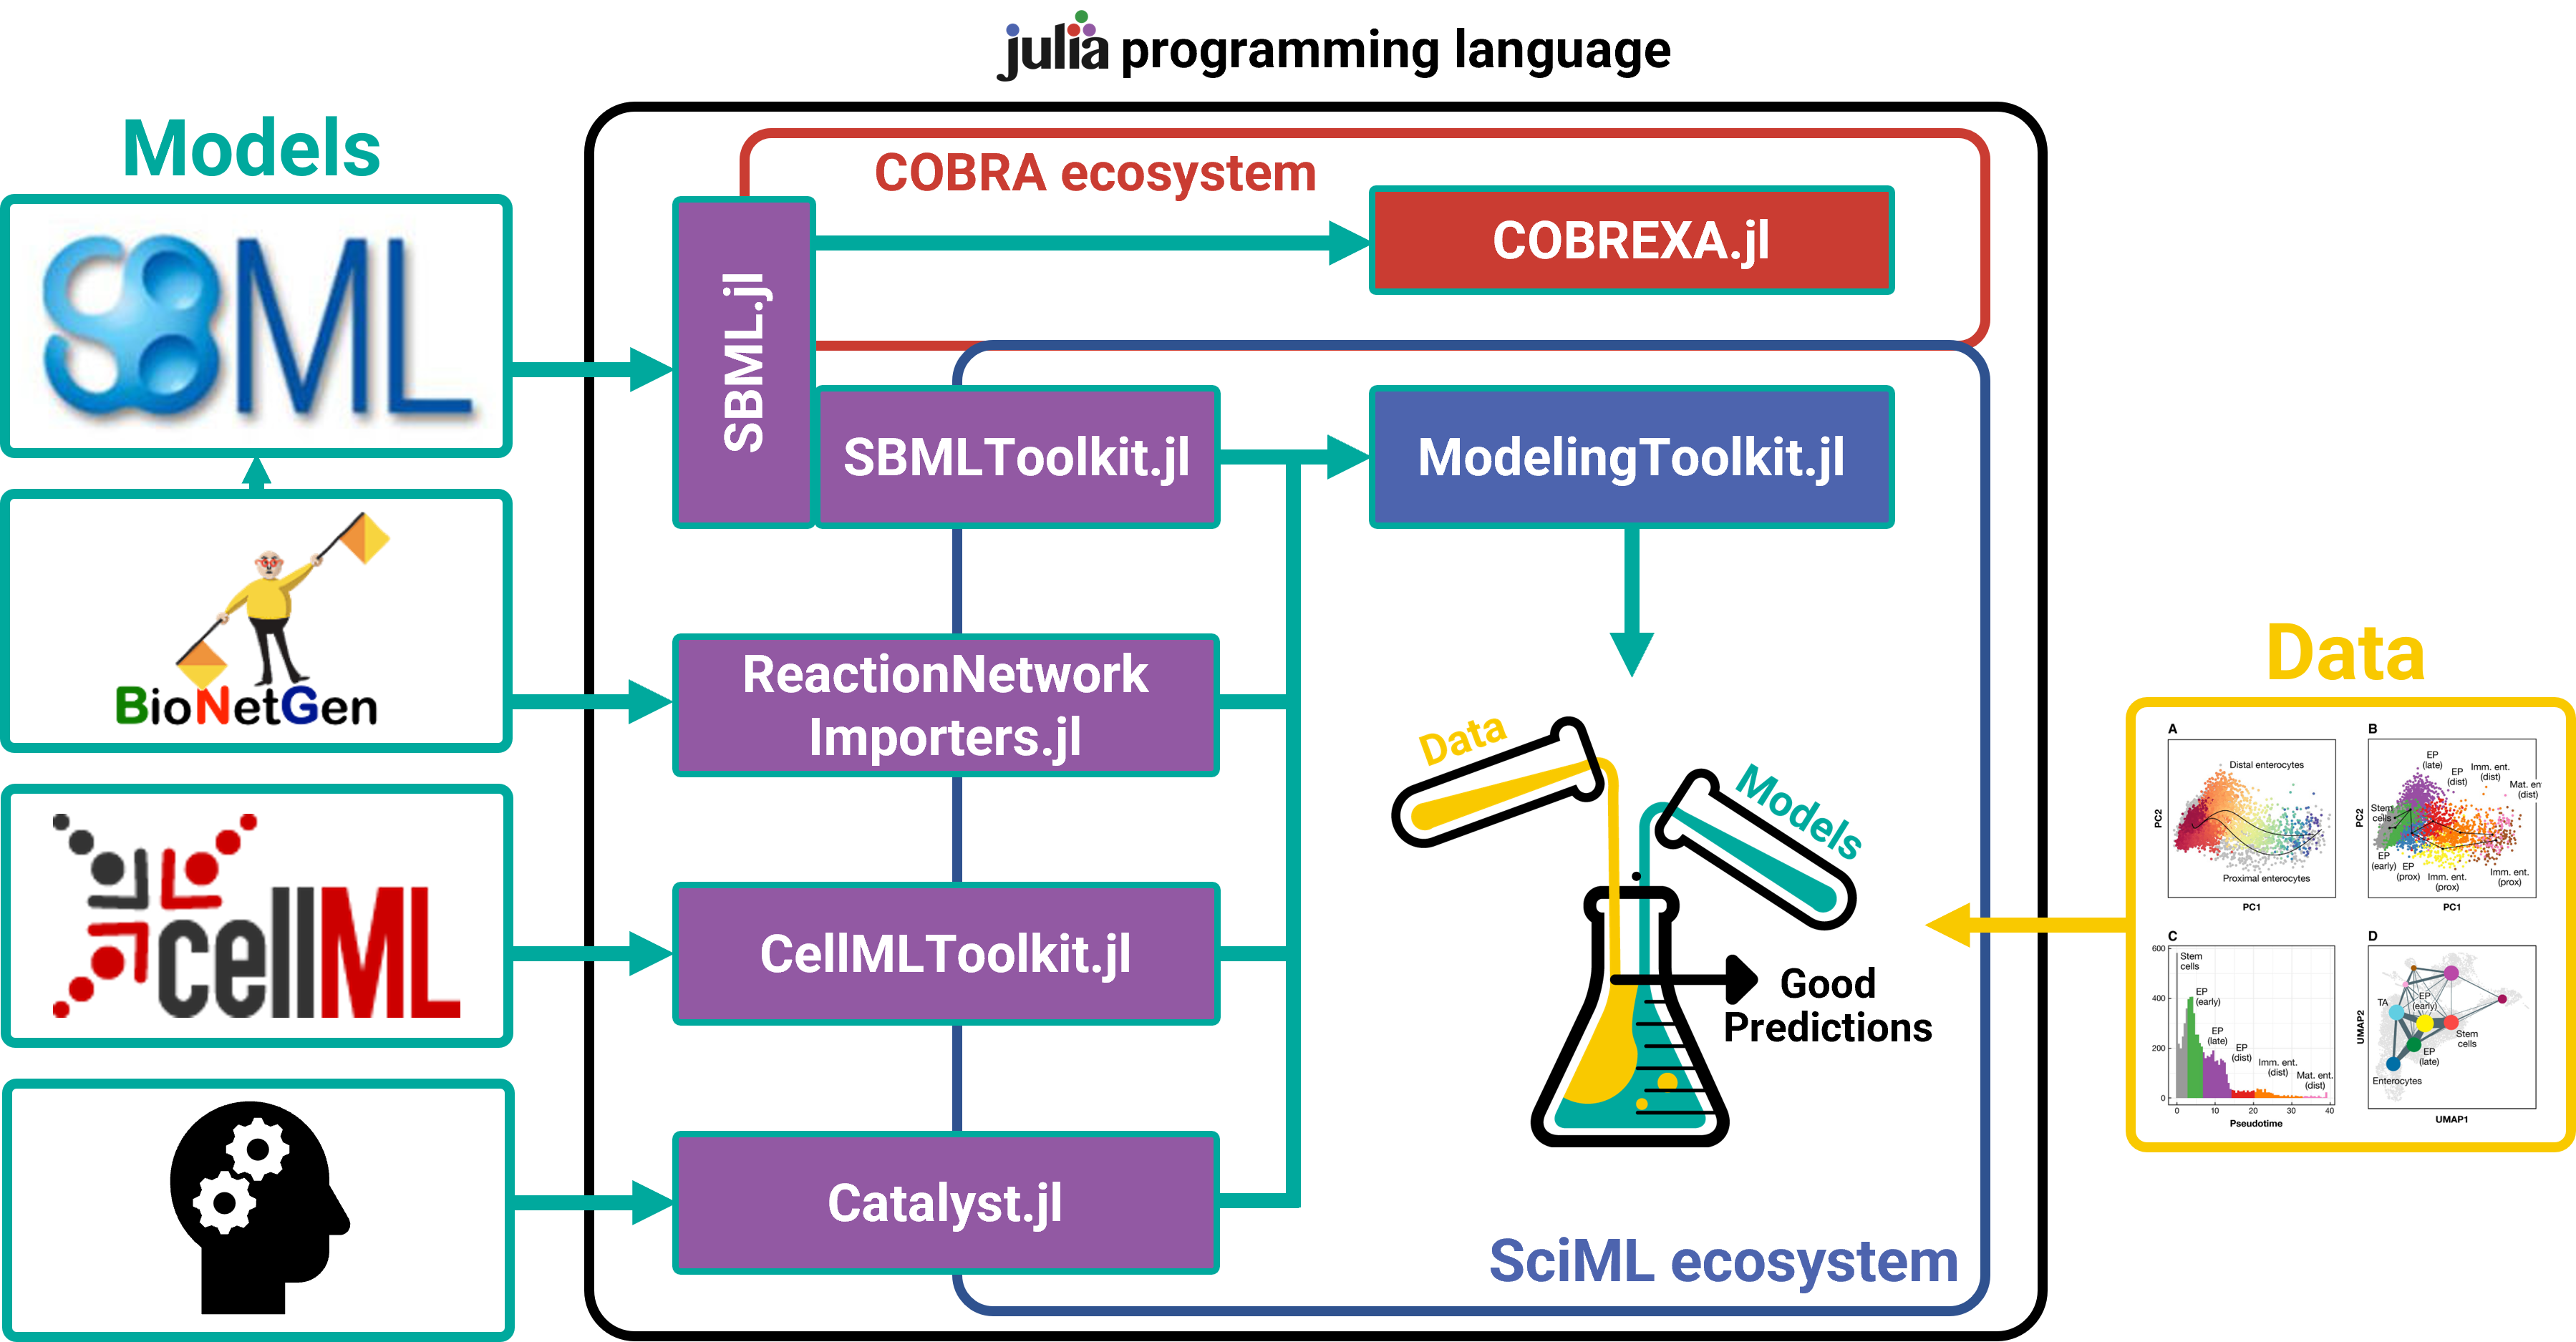 julia programming language
Models
SBML
BioNetGen
cellML
COBRA ecosystem
SBML.jl
COBREXA.jl
SBMLToolkit.jl
ModelingToolkit.jl
ReactionNetwork
Importers.jl
CellMLToolkit.jl
Catalyst.jl
Data
Models
Good
Predictions
SciML ecosystem
Data
A
Distal enterocytes
Proximal enterocytes
PC2
PC1
B
EP
(late)
EP
(dist)
Imm. ent.
(dist)
Mat. en
(dist)
Stem
cells
EP
(early)
EP
(prox)
Imm. ent.
(prox)
Imm. ent.
(prox)
PC2
PC1
C
600
400
200
0
Stem
cells
EP
(early)
EP
(late)
EP
(dist)
Imm. ent.
(dist)
Mat. ent.
(dist)
0 10 20 30 40
Pseudotime
D
TA
EP
(early)
Stem
cells
EP
(late)
Enterocytes
UMAP2
UMAP1